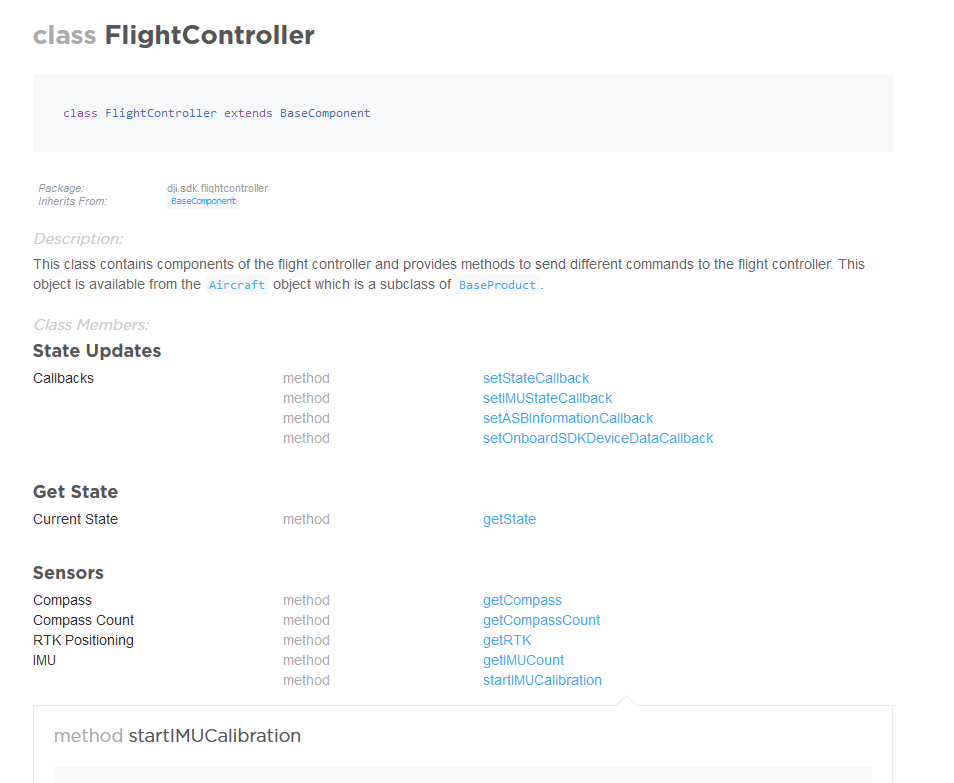 class FlightController
class FlightController extends BaseComponent
Package: dji.sdk.flightcontroller
Inherits From: BaseComponent
Description:
This class contains components of the flight controller and provides methods to send different commands to the flight controller. This
object is available from the Aircraft object which is a subclass of BaseProduct .
Class Members:
State Updates
Callbacks method setStateCallback
method setIMUStateCallback
method setASBInformationCallback
method setOnboardSDKDeviceDataCallback
Get State
Current State method getState
Sensors
Compass method getCompass
Compass Count method getCompassCount
RTK Positioning method getRTK
IMU method getIMUCount
method startIMUCalibration
method startIMUCalibration